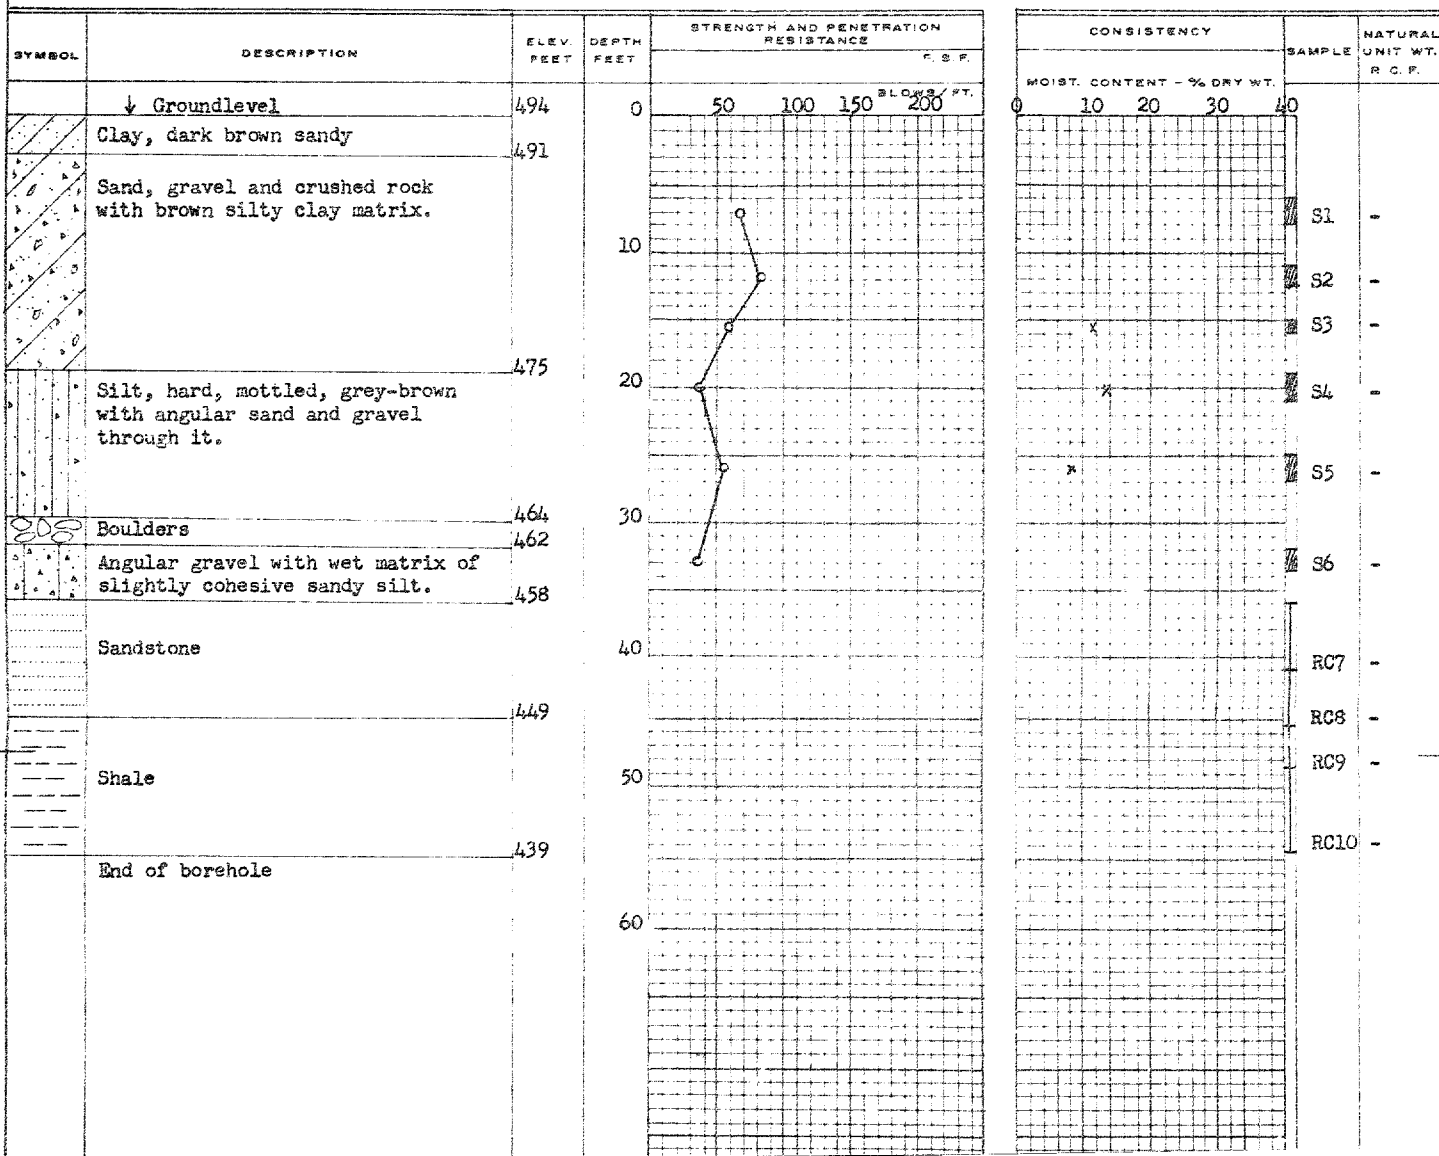 SYMBOL DESCRIPTION ELEV. FEET DEPTH FEET STRENGTH AND PENETRATION RESISTANCE CONSISTENCY SAMPLE NATURAL UNIT WT. P.C.F.
P.S.F.
BLOWS/FT. MOIST. CONTENT - % DRY WT.
0 50 100 150 200 0 10 20 30 40
↓ Groundlevel 494
Clay, dark brown sandy
491
Sand, gravel and crushed rock
with brown silty clay matrix.
S1 -
10
S2 -
S3 -
475
20
Silt, hard, mottled, grey-brown
with angular sand and gravel
through it.
S4 -
S5 -
464
30
Boulders
462
Angular gravel with wet matrix of
slightly cohesive sandy silt.
S6 -
458
Sandstone
40
RC7 -
449
RC8 -
RC9 -
Shale
50
RC10 -
439
End of borehole
60